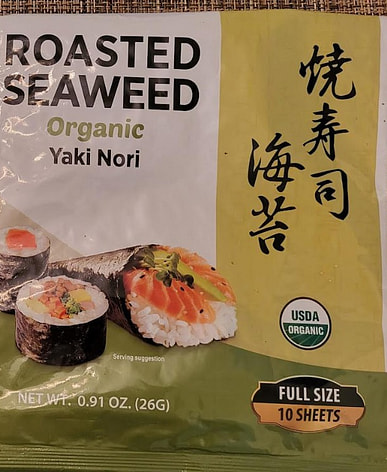 ROASTED
SEAWEED
Organic
Yaki Nori
焼寿司
海苔
USDA
ORGANIC
Serving suggestion
NET WT. 0.91 OZ. (26G)
FULL SIZE
10 SHEETS